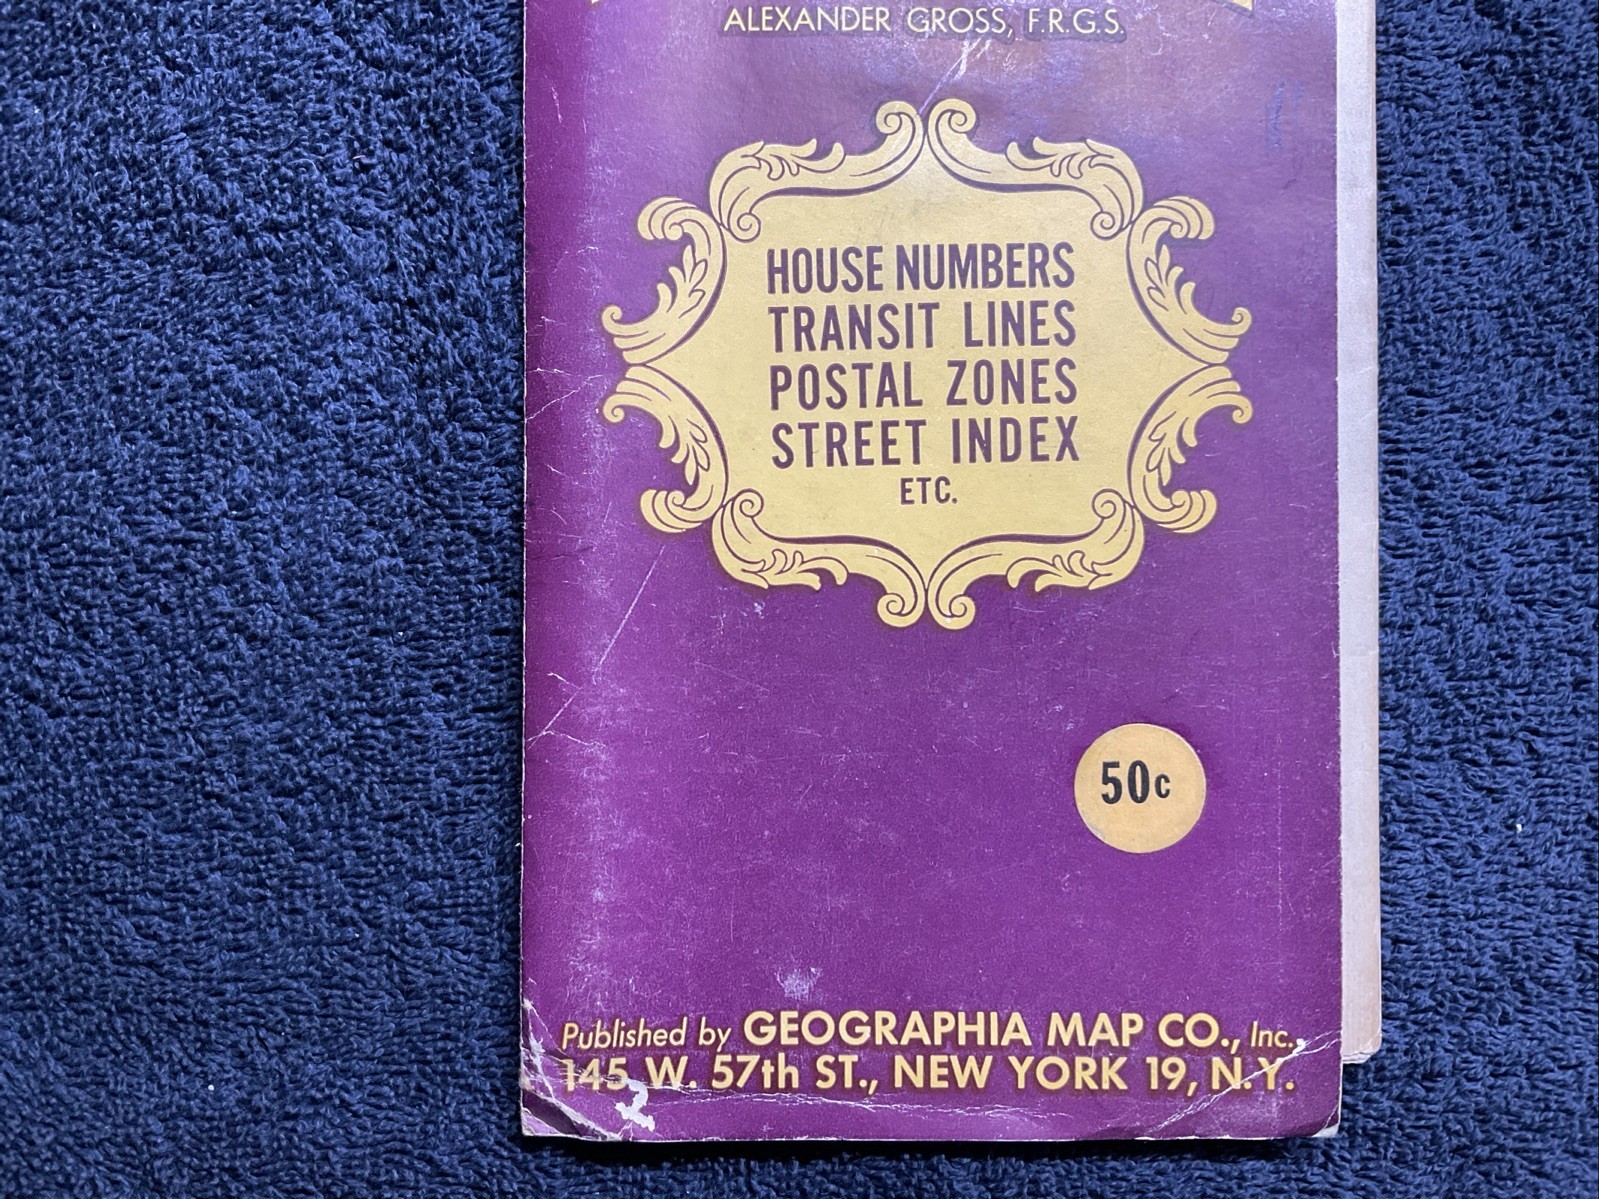 ALEXANDER GROSS, F.R.G.S.
HOUSE NUMBERS
TRANSIT LINES
POSTAL ZONES
STREET INDEX
ETC.
50c
Published by GEOGRAPHIA MAP CO., Inc.
145 W. 57th ST., NEW YORK 19, N.Y.